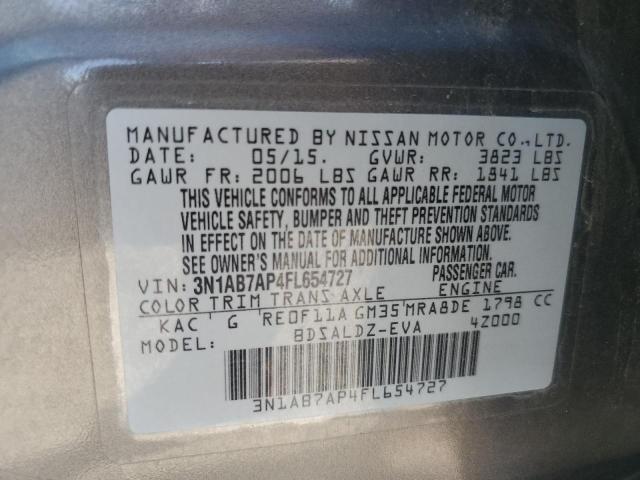 MANUFACTURED BY NISSAN MOTOR CO., LTD.
DATE: 05/15. GVWR: 3823 LBS
GAWR FR: 2006 LBS GAWR RR: 1841 LBS
THIS VEHICLE CONFORMS TO ALL APPLICABLE FEDERAL MOTOR
VEHICLE SAFETY, BUMPER AND THEFT PREVENTION STANDARDS
IN EFFECT ON THE DATE OF MANUFACTURE SHOWN ABOVE.
SEE OWNER'S MANUAL FOR ADDITIONAL INFORMATION.
VIN: 3N1AB7AP4FL654727 PASSENGER CAR.
COLOR TRIM TRANS AXLE ENGINE
KAC ' G RE0F11A GM35 MRA8DE 1798 CC
MODEL: BDSALDZ-EVA 4Z000
3N1AB7AP4FL654727